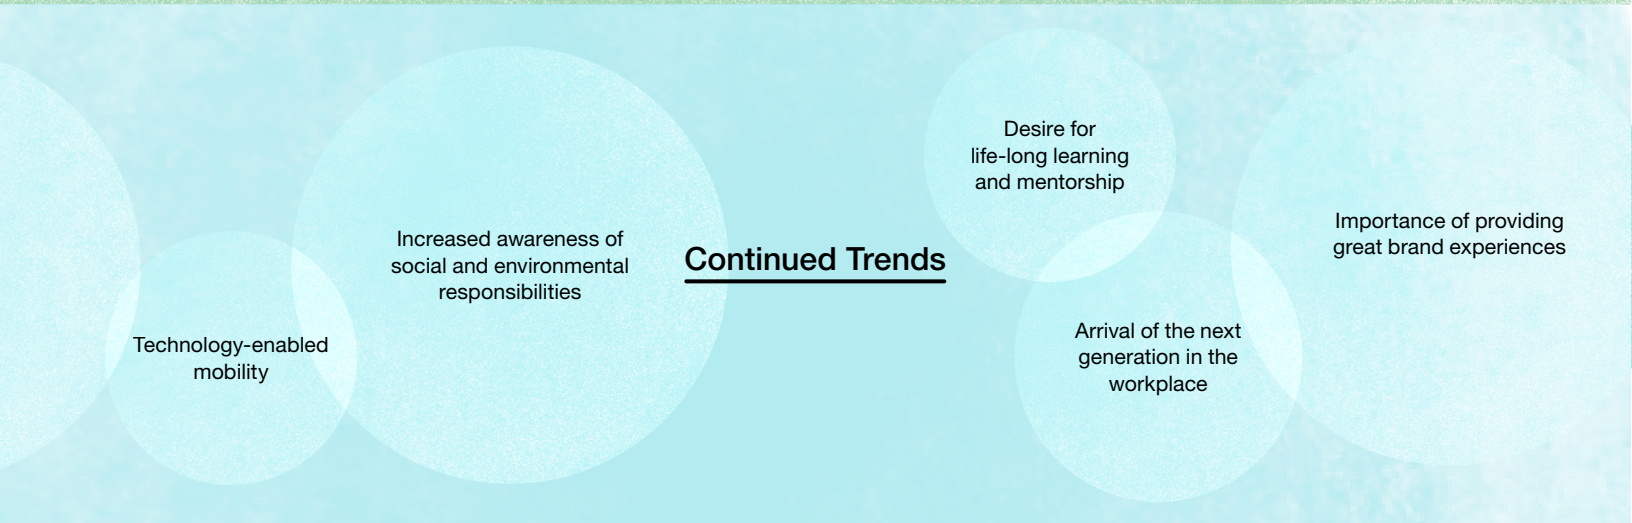 Technology-enabled
mobility
Increased awareness of
social and environmental
responsibilities
Continued Trends
Desire for
life-long learning
and mentorship
Arrival of the next
generation in the
workplace
Importance of providing
great brand experiences